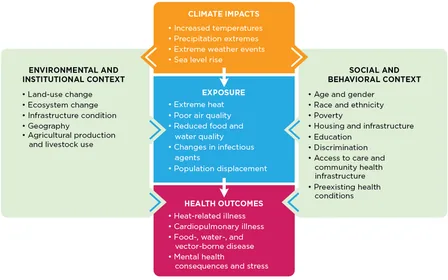 CLIMATE IMPACTS
• Increased temperatures
• Precipitation extremes
• Extreme weather events
• Sea level rise
ENVIRONMENTAL AND
INSTITUTIONAL CONTEXT
• Land-use change
• Ecosystem change
• Infrastructure condition
• Geography
• Agricultural production
and livestock use
EXPOSURE
• Extreme heat
• Poor air quality
• Reduced food and
water quality
• Changes in infectious
agents
• Population displacement
SOCIAL AND
BEHAVIORAL CONTEXT
• Age and gender
• Race and ethnicity
• Poverty
• Housing and infrastructure
• Education
• Discrimination
• Access to care and
community health
infrastructure
• Preexisting health
conditions
HEALTH OUTCOMES
• Heat-related illness
• Cardiopulmonary illness
• Food-, water-, and
vector-borne disease
• Mental health
consequences and stress